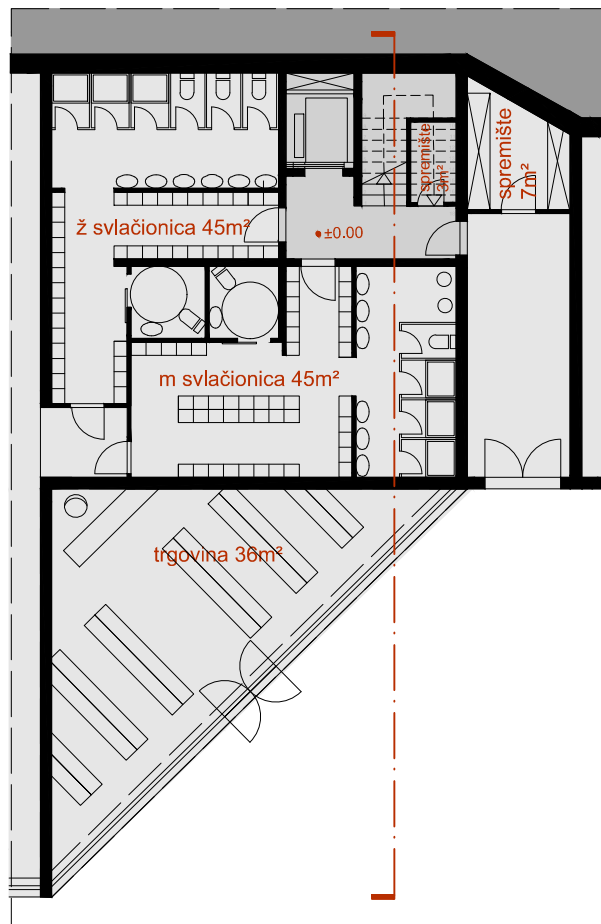 spremište
3m²
spremište
7m²
ž svlačionica 45m²
±0.00
m svlačionica 45m²
trgovina 36m²